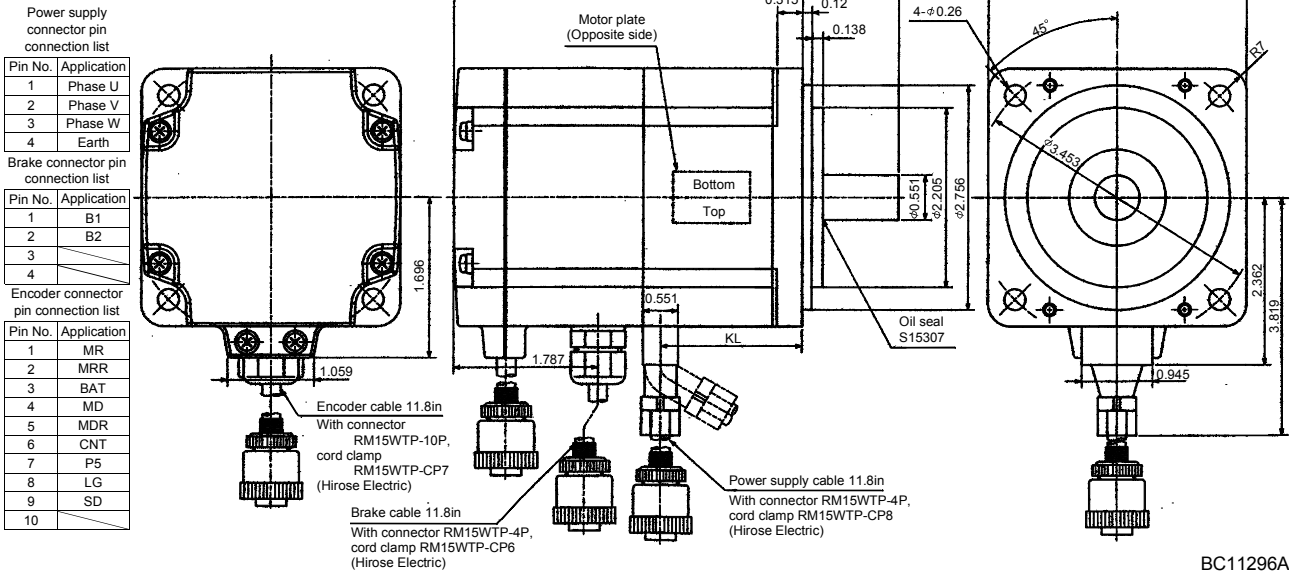 Power supply
connector pin
connection list
Pin No. Application
1 Phase U
2 Phase V
3 Phase W
4 Earth
Brake connector pin
connection list
Pin No. Application
1 B1
2 B2
3
4
Encoder connector
pin connection list
Pin No. Application
1 MR
2 MRR
3 BAT
4 MD
5 MDR
6 CNT
7 P5
8 LG
9 SD
10
1.696
1.059
Encoder cable 11.8in
With connector
RM15WTP-10P,
cord clamp
RM15WTP-CP7
(Hirose Electric)
Motor plate
(Opposite side)
0.12
0.138
Bottom
Top
φ0.551
φ2.205
φ2.756
0.551
KL
1.787
Oil seal
S15307
Brake cable 11.8in
With connector RM15WTP-4P,
cord clamp RM15WTP-CP6
(Hirose Electric)
Power supply cable 11.8in
With connector RM15WTP-4P,
cord clamp RM15WTP-CP8
(Hirose Electric)
4-φ0.26
45°
R7
φ3.453
2.362
3.819
0.945
BC11296A